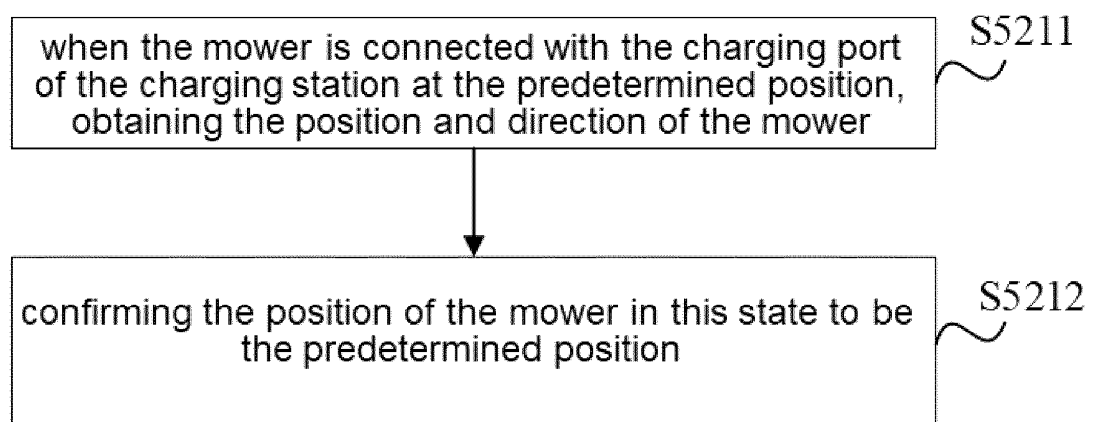 when the mower is connected with the charging port
of the charging station at the predetermined position,
obtaining the position and direction of the mower
S5211
confirming the position of the mower in this state to be
the predetermined position
S5212